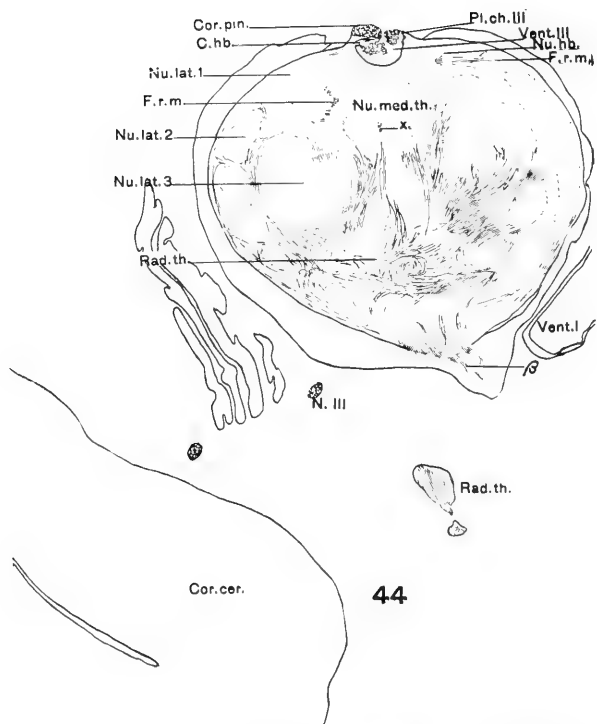 Cor.pin.
Pl.ch.III
C.hb.
Vent.III
Nu.hb.
F.r.m.
Nu.lat.1
F.r.m.
Nu.med.th.
x.
Nu.lat.2
Nu.lat.3
Rad.th.
Vent.I
β
N.III
Rad.th.
Cor.cer.
44